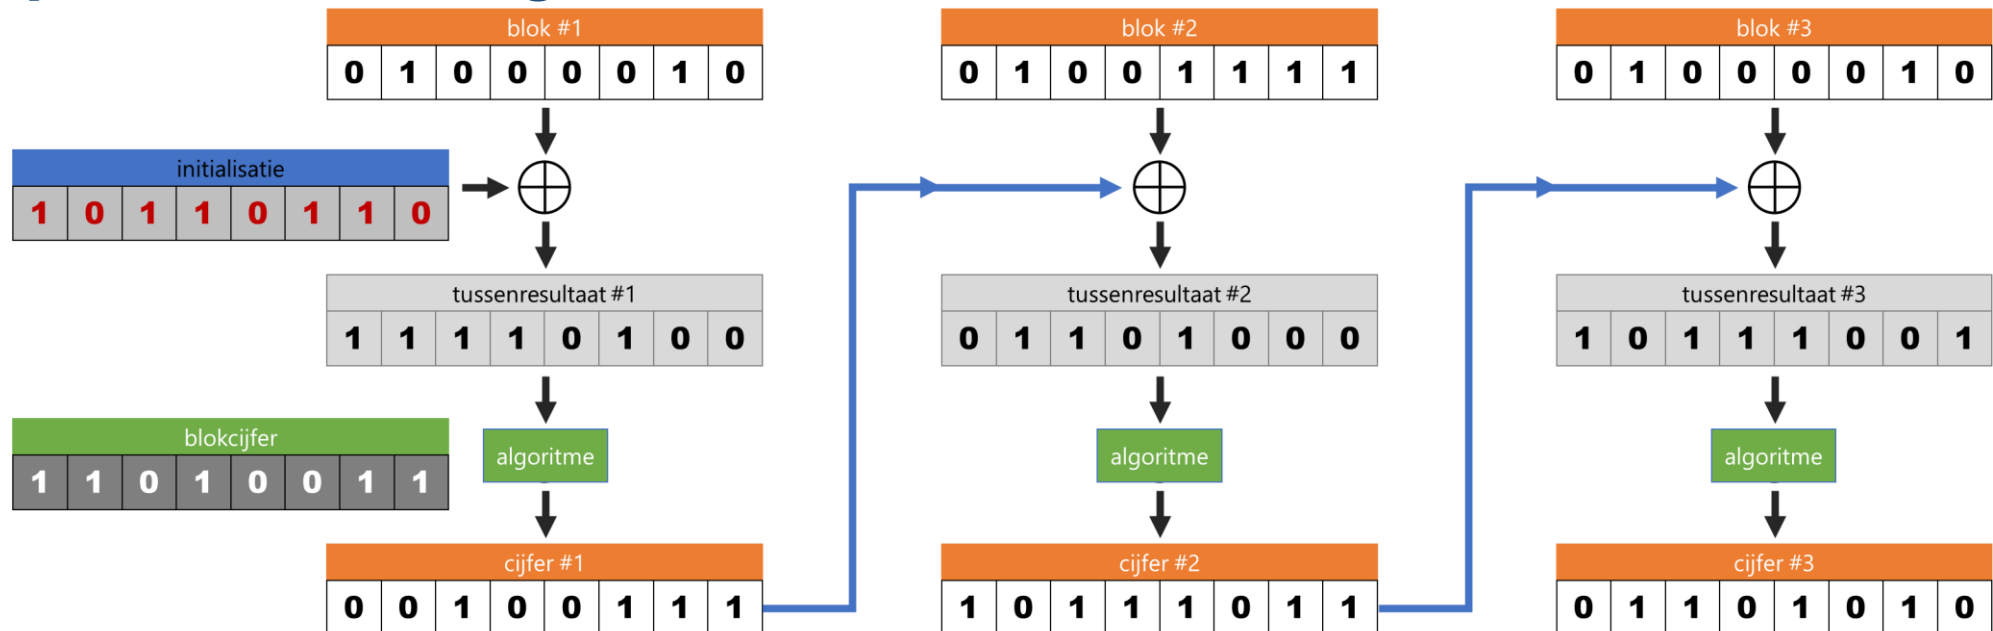 blok #1
0 1 0 0 0 0 1 0
blok #2
0 1 0 0 1 1 1 1
blok #3
0 1 0 0 0 0 1 0
initialisatie
1 0 1 1 0 1 1 0
tussenresultaat #1
1 1 1 1 0 1 0 0
tussenresultaat #2
0 1 1 0 1 0 0 0
tussenresultaat #3
1 0 1 1 1 0 0 1
blokcijfer
1 1 0 1 0 0 1 1
algoritme
algoritme
algoritme
cijfer #1
0 0 1 0 0 1 1 1
cijfer #2
1 0 1 1 1 0 1 1
cijfer #3
0 1 1 0 1 0 1 0